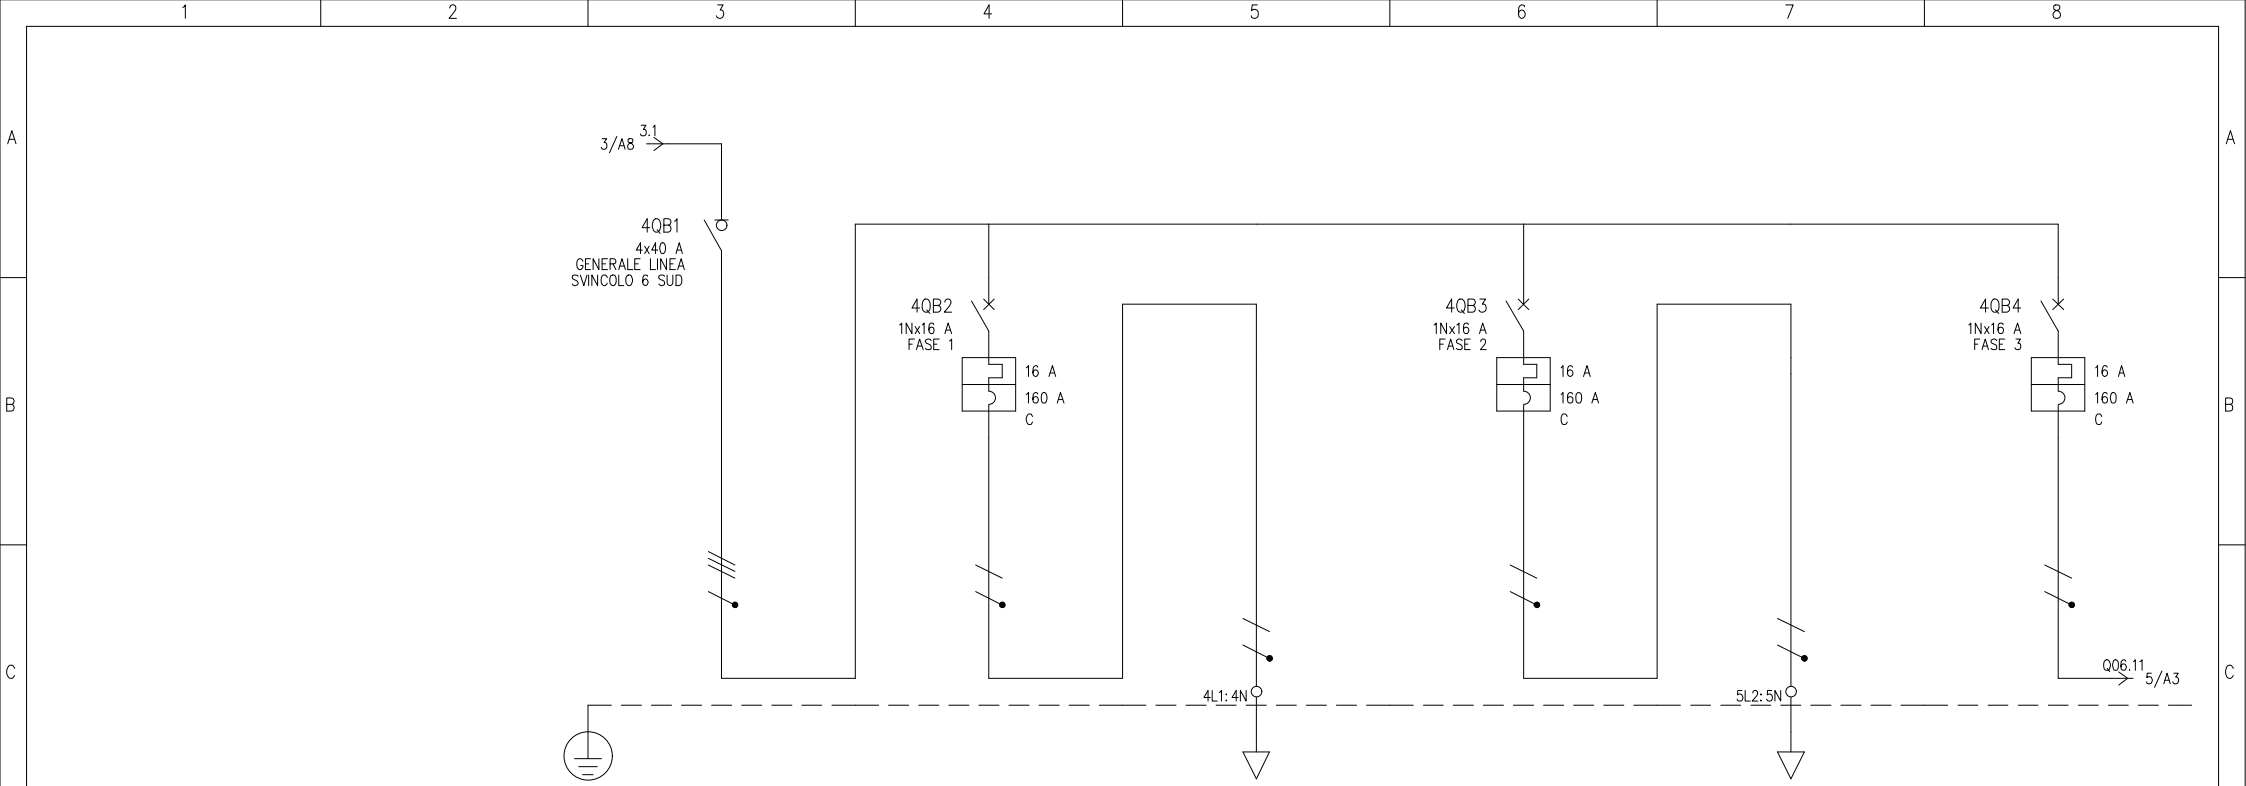 1 2 3 4 5 6 7 8
A A
3.1
3/A8
4QB1
4x40 A
GENERALE LINEA
SVINCOLO 6 SUD
4QB2
1Nx16 A
FASE 1
16 A
160 A
C
4QB3
1Nx16 A
FASE 2
16 A
160 A
C
4QB4
1Nx16 A
FASE 3
16 A
160 A
C
B B
C C
4L1:4N
5L2:5N
Q06.11
5/A3